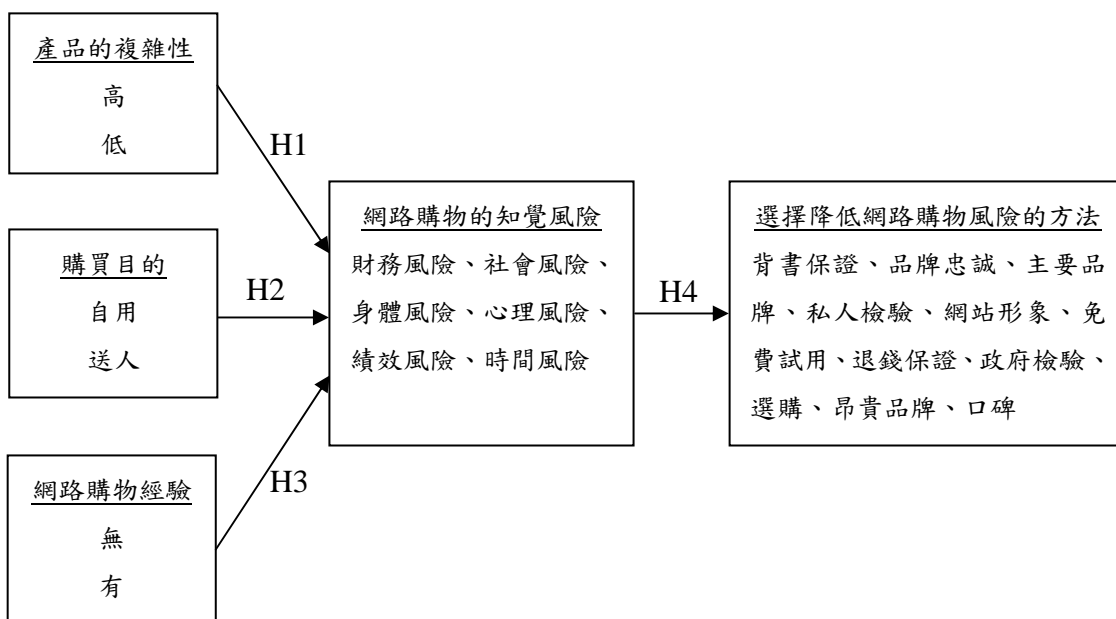 產品的複雜性
高
低
H1
購買目的
自用
送人
H2
網路購物經驗
無
有
H3
網路購物的知覺風險
財務風險、社會風險、
身體風險、心理風險、
績效風險、時間風險
H4
選擇降低網路購物風險的方法
背書保證、品牌忠誠、主要品
牌、私人檢驗、網站形象、免
費試用、退錢保證、政府檢驗、
選購、昂貴品牌、口碑